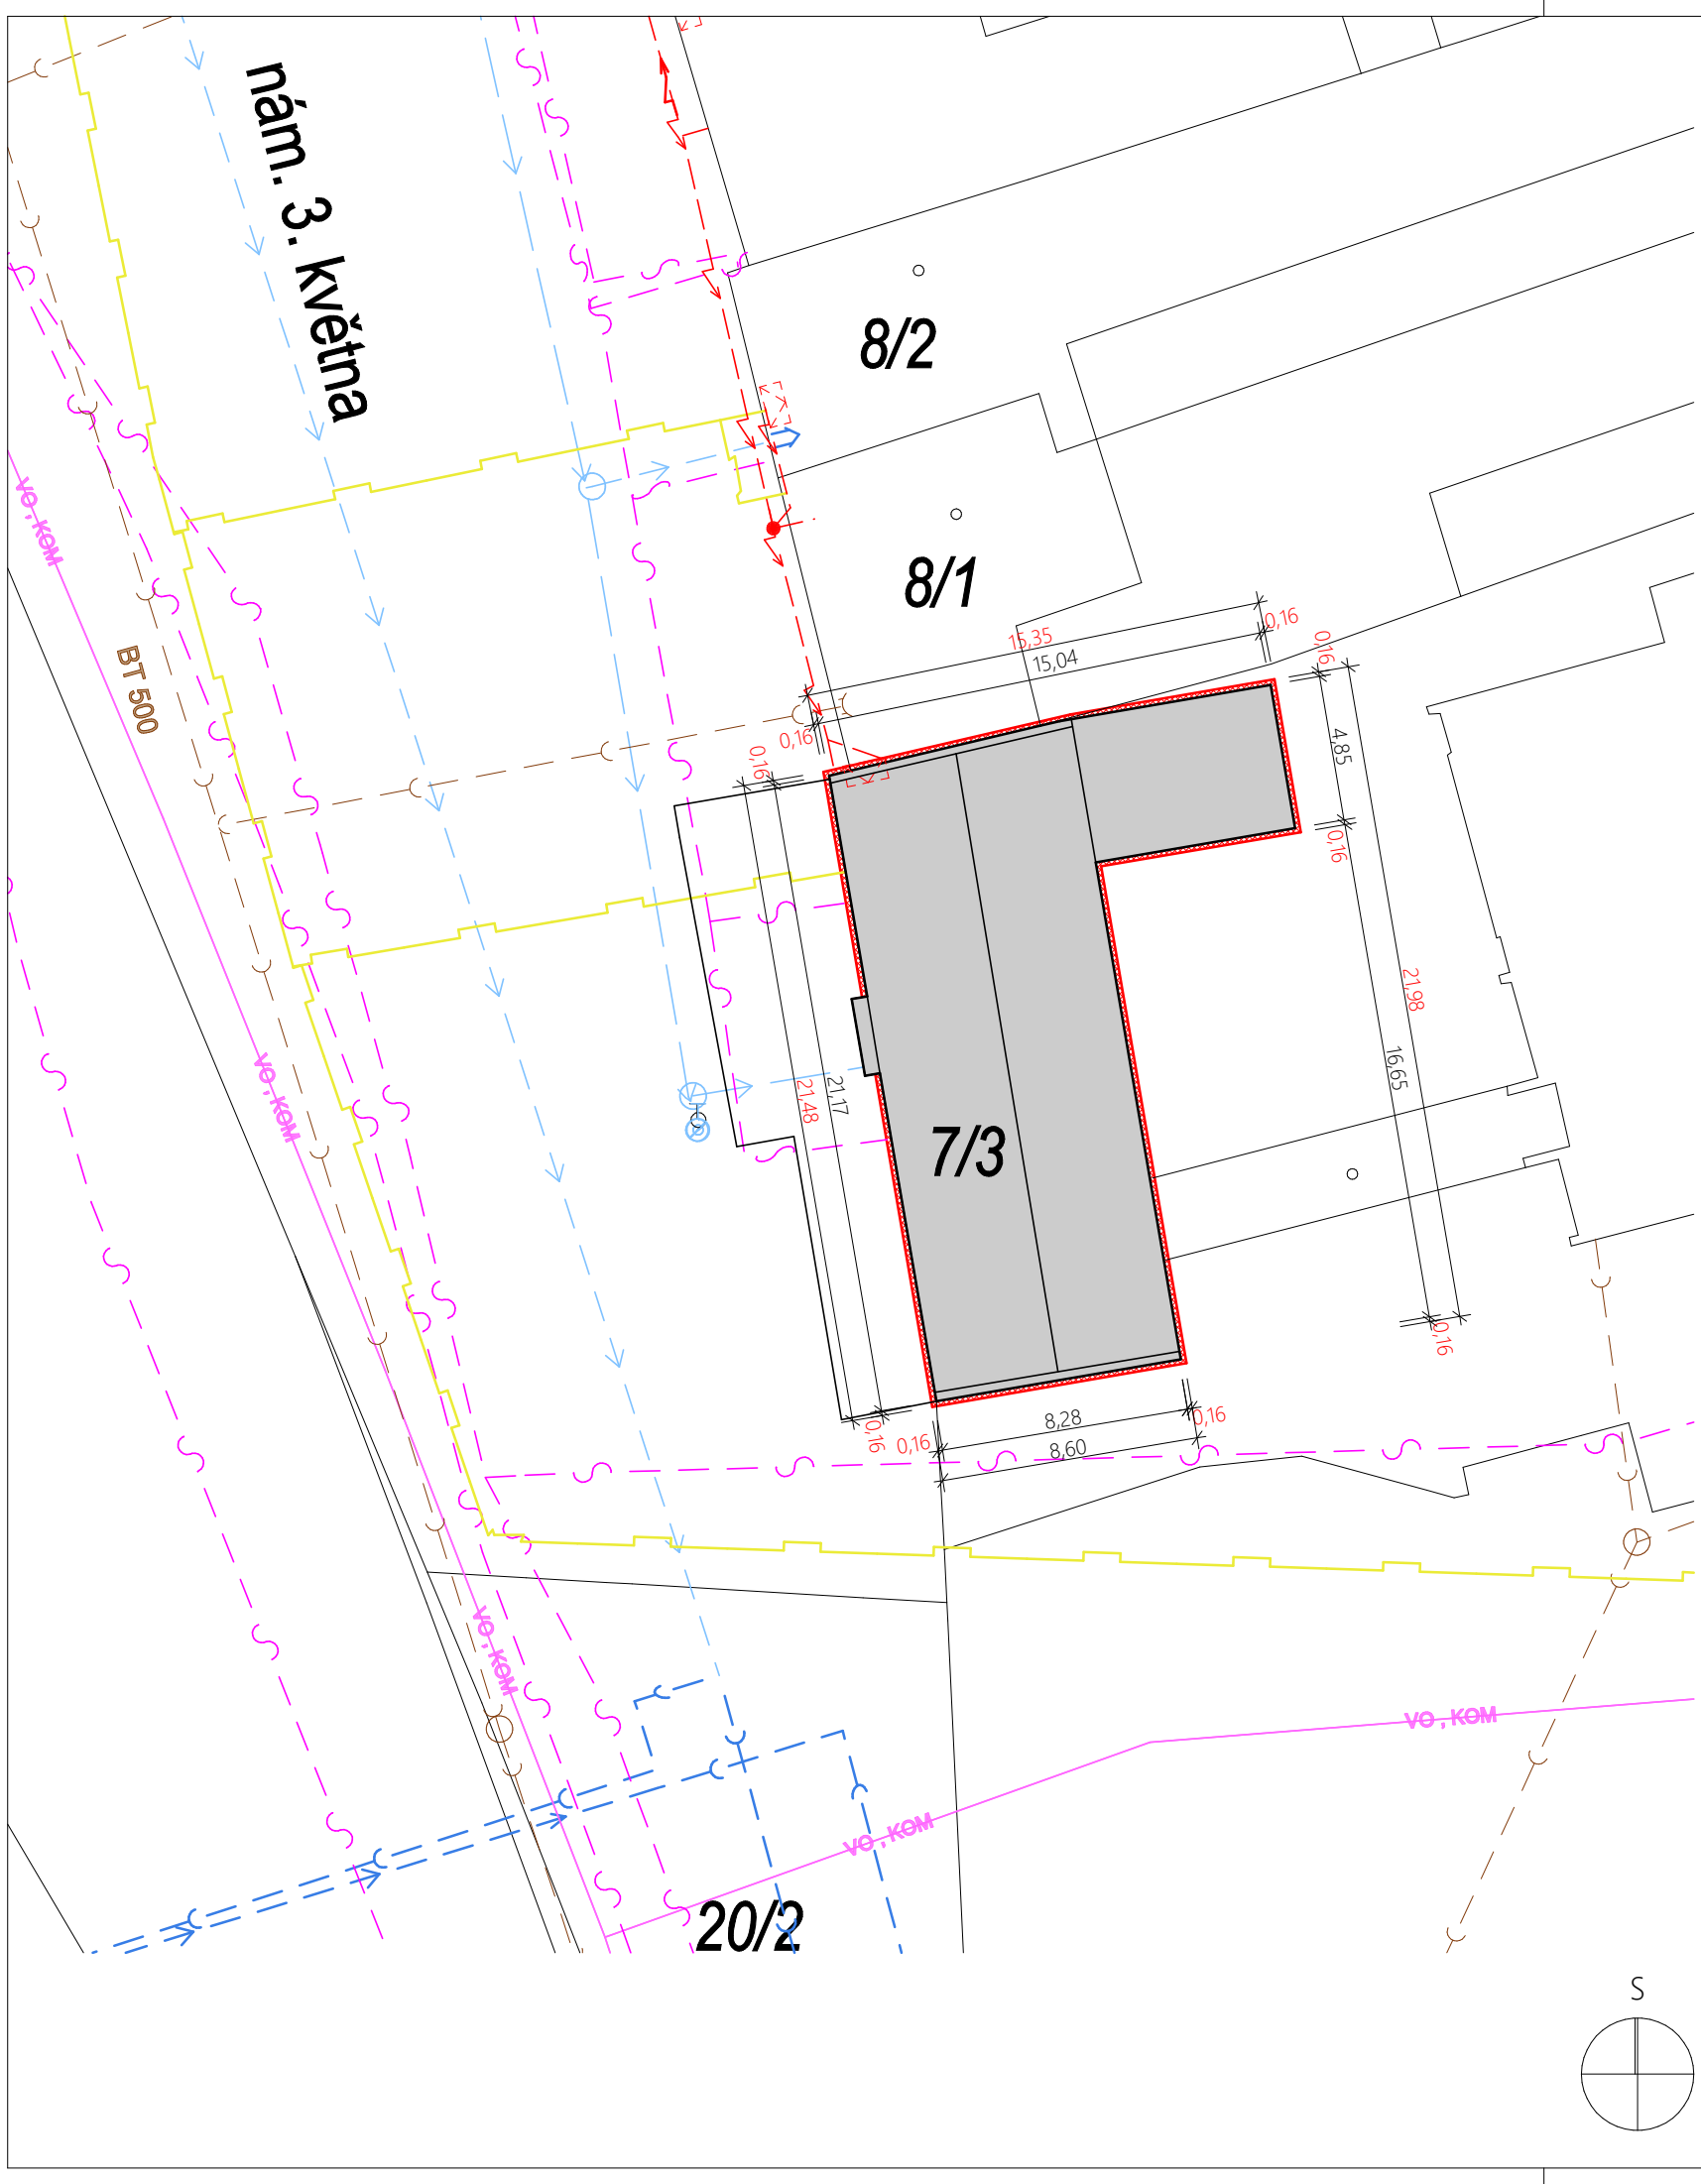 nám. 3. května
8/2
VO , KOM
8/1
BT 500
15,35
0,16
15,04
0,16
0,16
0,16
4,85
0,16
21,98
16,65
VO , KOM
21,48
21,17
7/3
0,16
8,28
0,16
0,16
0,16
8,60
VO , KOM
VO , KOM
VO , KOM
20/2
S